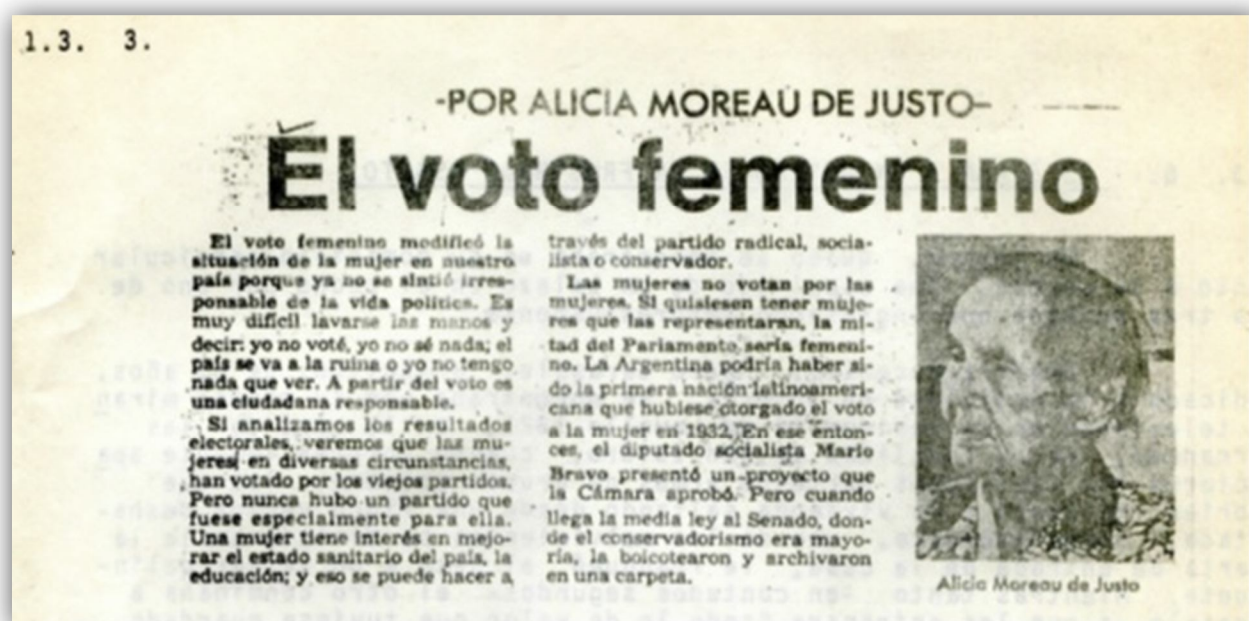 1.3. 3.
-POR ALICIA MOREAU DE JUSTO-
El voto femenino
El voto femenino modificó la
situación de la mujer en nuestro
país porque ya no se sintió irres-
ponsable de la vida política. Es
muy difícil lavarse las manos y
decir: yo no voté, yo no sé nada; el
país se va a la ruina o yo no tengo
nada que ver. A partir del voto es
una ciudadana responsable.
Si analizamos los resultados
electorales, veremos que las mu-
jeres, en diversas circunstancias,
han votado por los viejos partidos.
Pero nunca hubo un partido que
fuese especialmente para ella.
Una mujer tiene interés en mejo-
rar el estado sanitario del país, la
educación; y eso se puede hacer a
través del partido radical, socia-
lista o conservador.
Las mujeres no votan por las
mujeres. Si quisiesen tener muje-
res que las representaran, la mi-
tad del Parlamento sería femeni-
no. La Argentina podría haber si-
do la primera nación latinoameri-
cana que hubiese otorgado el voto
a la mujer en 1932. En ese enton-
ces, el diputado socialista Mario
Bravo presentó un proyecto que
la Cámara aprobó. Pero cuando
llega la media ley al Senado, don-
de el conservadorismo era mayo-
ría, la boicotearon y archivaron
en una carpeta.
Alicia Moreau de Justo